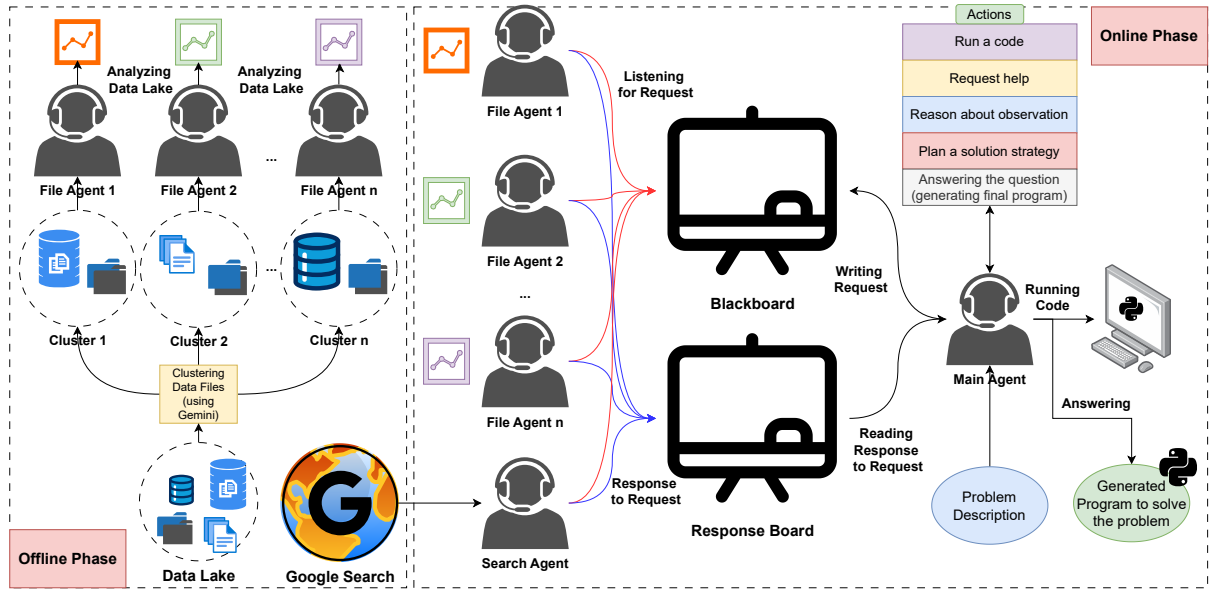 Analyzing
Data Lake
Analyzing
Data Lake
File Agent 1
File Agent 2
...
File Agent n
...
Cluster 1
Cluster 2
Cluster n
Clustering
Data Files
(using
Gemini)
Data Lake
G
Google Search
Offline Phase
File Agent 1
File Agent 2
...
File Agent n
Search Agent
Listening
for Request
Response
to Request
Blackboard
Response Board
Writing
Request
Reading
Response
to Request
Actions
Run a code
Request help
Reason about observation
Plan a solution strategy
Answering the question
(generating final program)
Online Phase
Main Agent
Running
Code
Answering
Problem
Description
Generated
Program to solve
the problem